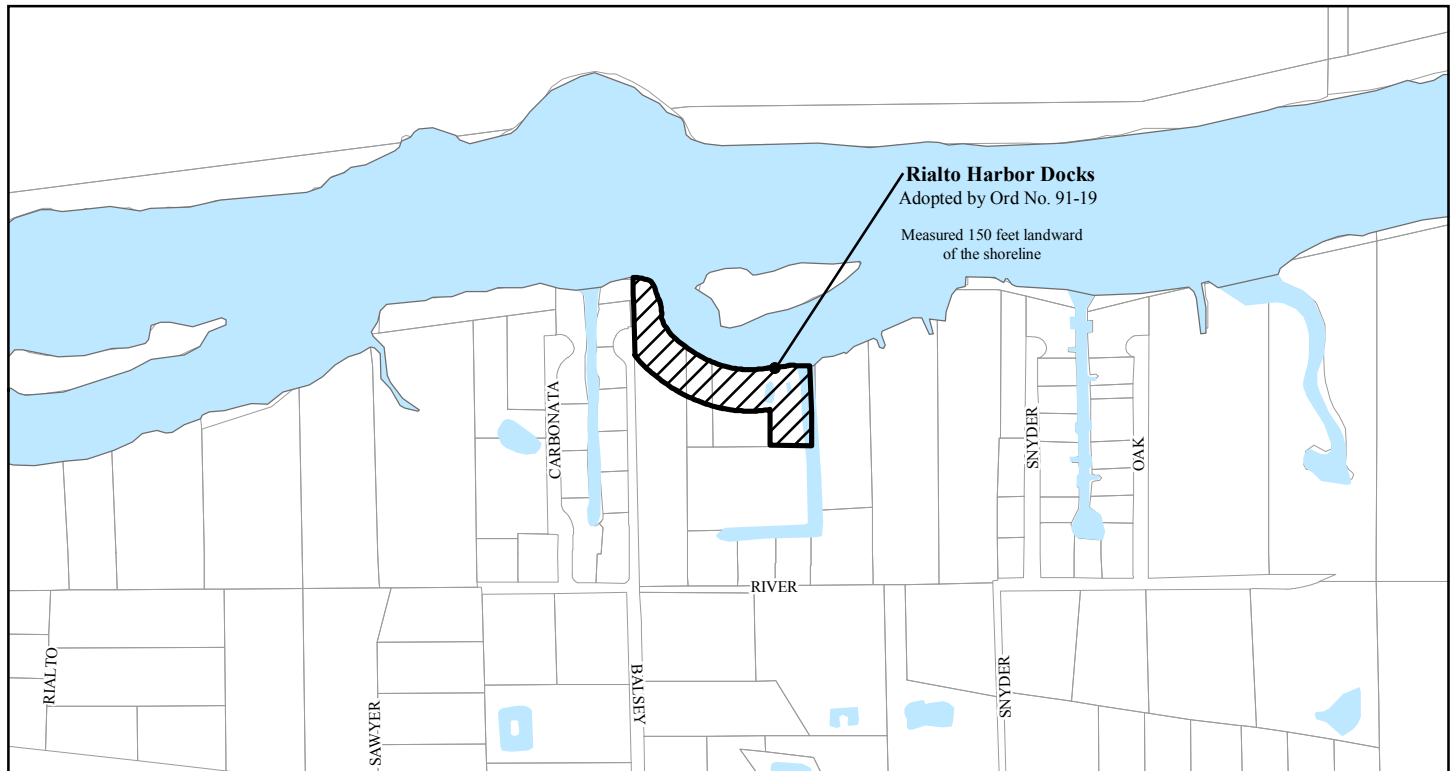 Rialto Harbor Docks
Adopted by Ord No. 91-19
Measured 150 feet landward
of the shoreline
CARBONATA
SNYDER
OAK
RIVER
RIALTO
SAWYER
BALSEY
SNYDER